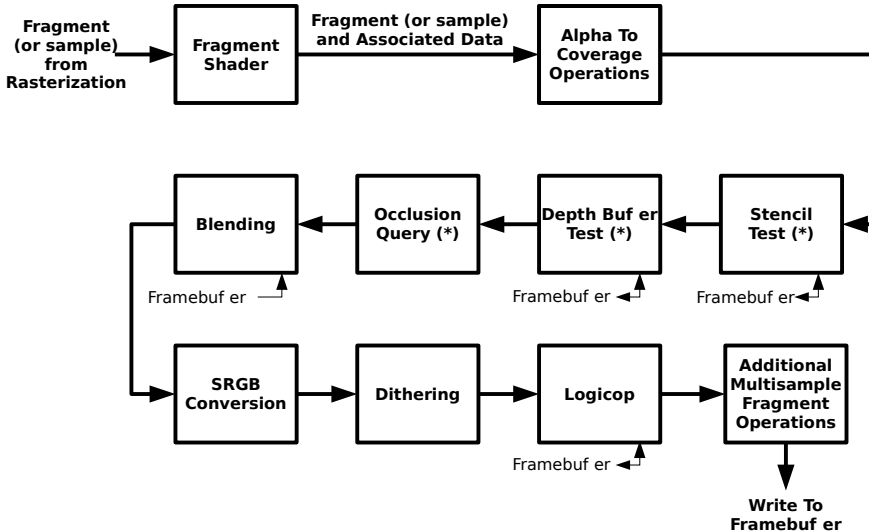 Fragment
(or sample)
from
Rasterization
Fragment
Shader
Fragment (or sample)
and Associated Data
Alpha To
Coverage
Operations
Blending
Occlusion
Query (*)
Depth Buf er
Test (*)
Stencil
Test (*)
Framebuf er
Framebuf er
Framebuf er
SRGB
Conversion
Dithering
Logicop
Additional
Multisample
Fragment
Operations
Framebuf er
Write To
Framebuf er